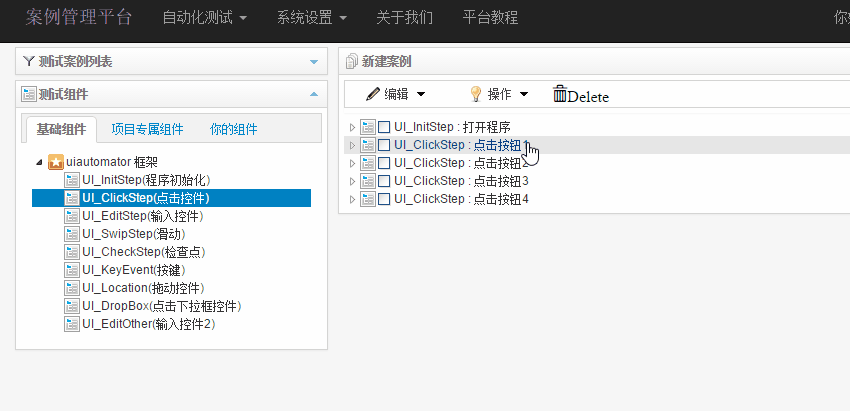 案例管理平台 自动化测试 系统设置 关于我们 平台教程 你
测试案例列表
测试组件
基础组件 项目专属组件 你的组件
uiautomator 框架
UI_InitStep(程序初始化)
UI_ClickStep(点击控件)
UI_EditStep(输入控件)
UI_SwipStep(滑动)
UI_CheckStep(检查点)
UI_KeyEvent(按键)
UI_Location(拖动控件)
UI_DropBox(点击下拉框控件)
UI_EditOther(输入控件2)
新建案例
编辑 操作 Delete
UI_InitStep : 打开程序
UI_ClickStep : 点击按钮1
UI_ClickStep : 点击按钮2
UI_ClickStep : 点击按钮3
UI_ClickStep : 点击按钮4